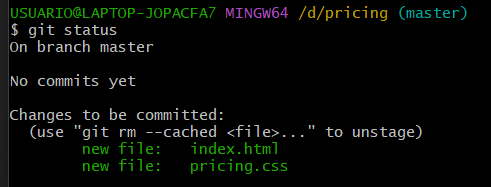 USUARIO@LAPTOP-JOPACFA7 MINGW64 /d/pricing (master)
$ git status
On branch master
No commits yet
Changes to be committed:
(use "git rm --cached <file>..." to unstage)
new file:   index.html
new file:   pricing.css